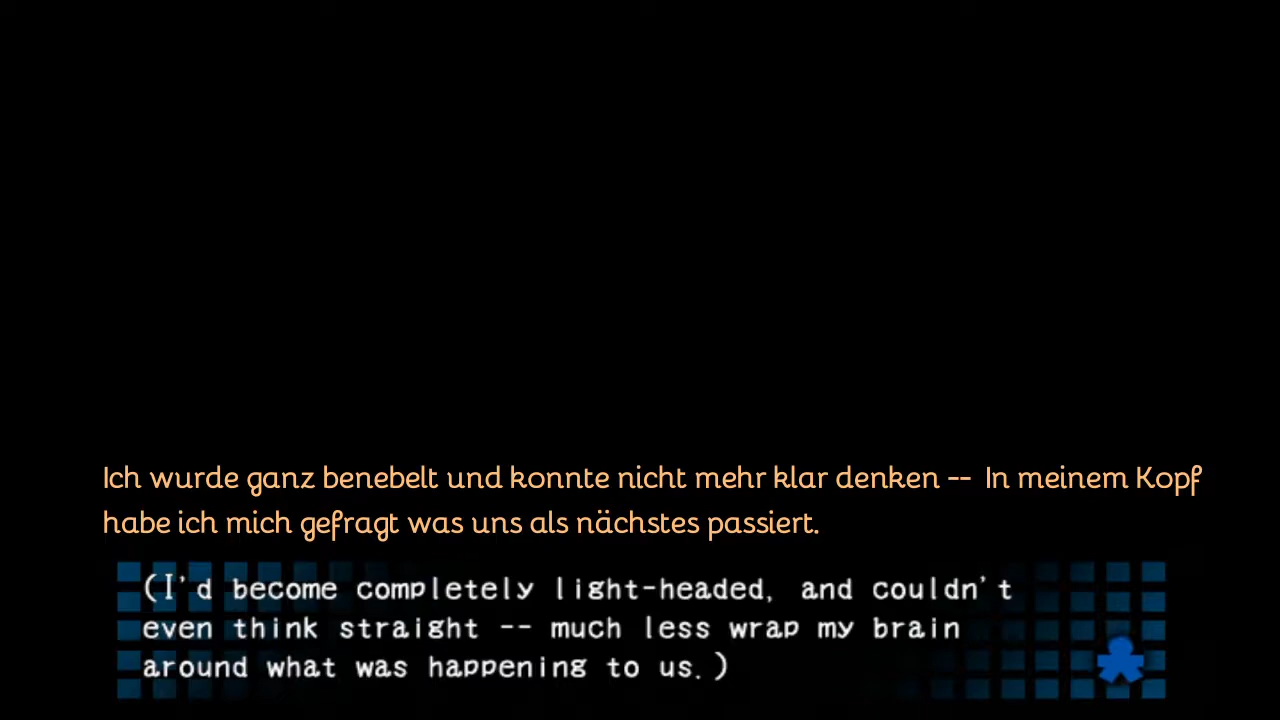 Ich wurde ganz benebelt und konnte nicht mehr klar denken -- In meinem Kopf
habe ich mich gefragt was uns als nächstes passiert.
(I'd become completely light-headed, and couldn't
even think straight -- much less wrap my brain
around what was happening to us.)